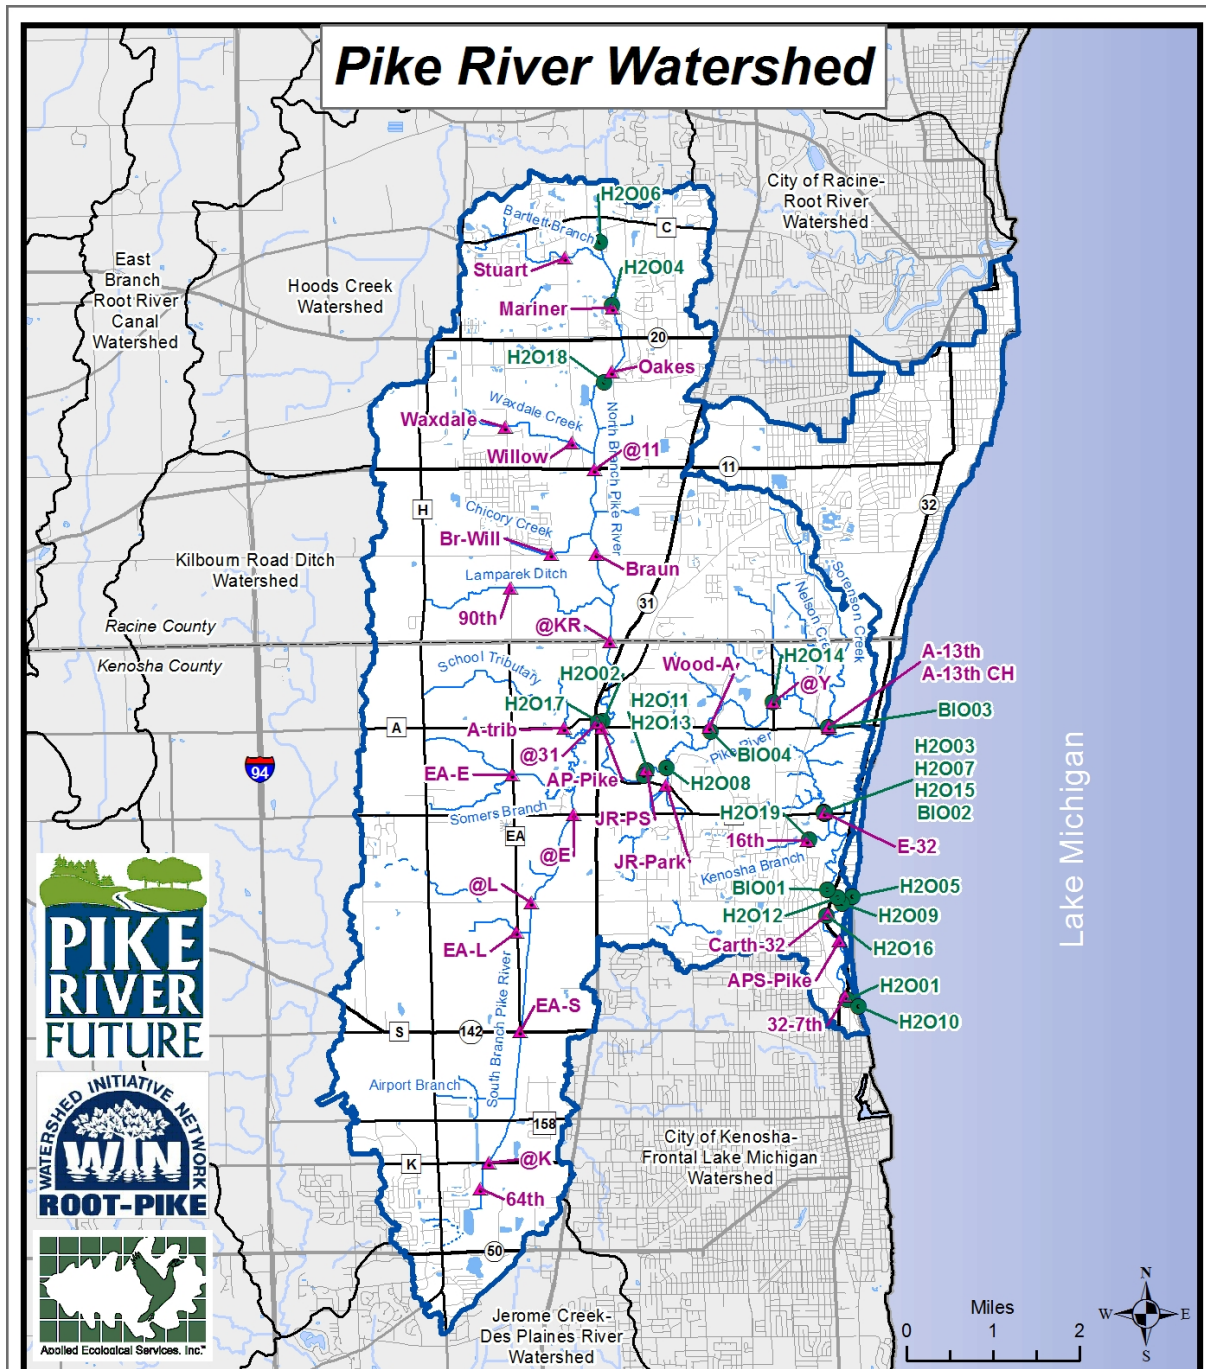 Pike River Watershed
City of Racine-
Root River
Watershed
H2O06
Bartlett Branch
C
East
Branch
Root River
Canal
Watershed
Hoods Creek
Watershed
Stuart
H2O04
Mariner
20
H2O18
Oakes
Waxdale Creek
Waxdale
Willow
@11
North Branch Pike River
11
32
H
Chicory Creek
Br-Will
Braun
Kilbourn Road Ditch
Watershed
Lamparek Ditch
90th
31
Nelson Creek
Sorenson Creek
Racine County
@KR
Kenosha County
School Tributary
H2O02
Wood-A
H2O14
@Y
A-13th
A-13th CH
H2O17
H2O11
H2O13
BIO03
A
A-trib
@31
AP-Pike
Pike River
BIO04
H2O03
H2O07
H2O15
BIO02
94
EA-E
H2O08
Somers Branch
JR-PS
H2O19
EA
@E
JR-Park
16th
E-32
Kenosha Branch
@L
BIO01
H2O05
H2O12
H2O09
EA-L
Carth-32
H2O16
APS-Pike
Lake Michigan
South Branch Pike River
EA-S
H2O01
32-7th
H2O10
S
142
Airport Branch
158
City of Kenosha-
Frontal Lake Michigan
Watershed
K
@K
64th
50
Jerome Creek-
Des Plaines River
Watershed
PIKE
RIVER
FUTURE
WATERSHED INITIATIVE NETWORK
WIN
ROOT-PIKE
Applied Ecological Services, Inc.™
Miles
0 1 2
N
W E
S